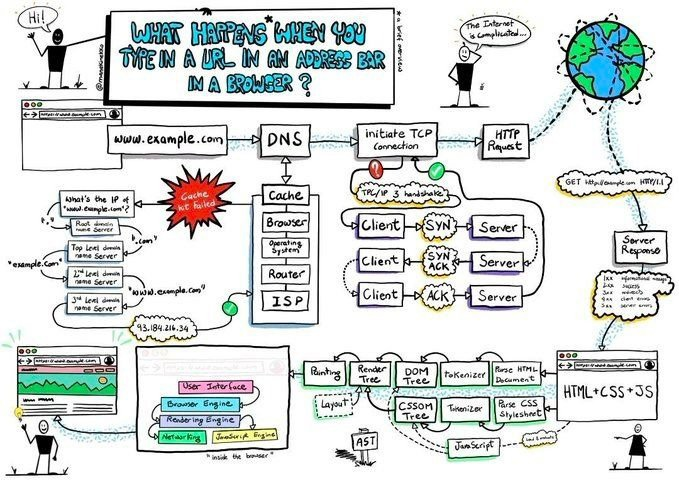 Hi!
WHAT HAPPENS* WHEN YOU
TYPE IN A URL IN AN ADDRESS BAR
IN A BROWSER?
* a brief overview
The Internet
is complicated...
https://www.example.com
www.example.com
DNS
initiate TCP
Connection
HTTP
Request
?
TPC/IP 3 handshake
Client
SYN
Server
Client
SYN
ACK
Server
Client
ACK
Server
GET http://example.com HTTP/1.1
Server
Response
1xx informational
2xx success
3xx redirects
4xx client errors
5xx server errors
Cache
hit failed
Cache
Browser
Operating
System
Router
ISP
What's the IP of
"www.example.com"?
Root domain
name Server
"."
".com"
Top Level domain
name Server
"example.com"
2nd Level domain
name Server
"www.example.com"
3rd Level domain
name Server
93.184.216.34
https://www.example.com
HTML+CSS+JS
Parse HTML
Document
Tokenizer
DOM
Tree
Render
Tree
Painting
Layout
Parse CSS
Stylesheet
Tokenizer
CSSOM
Tree
JavaScript
AST
User Interface
Browser Engine
Rendering Engine
Networking
JavaScript Engine
"inside the browser"
https://www.example.com